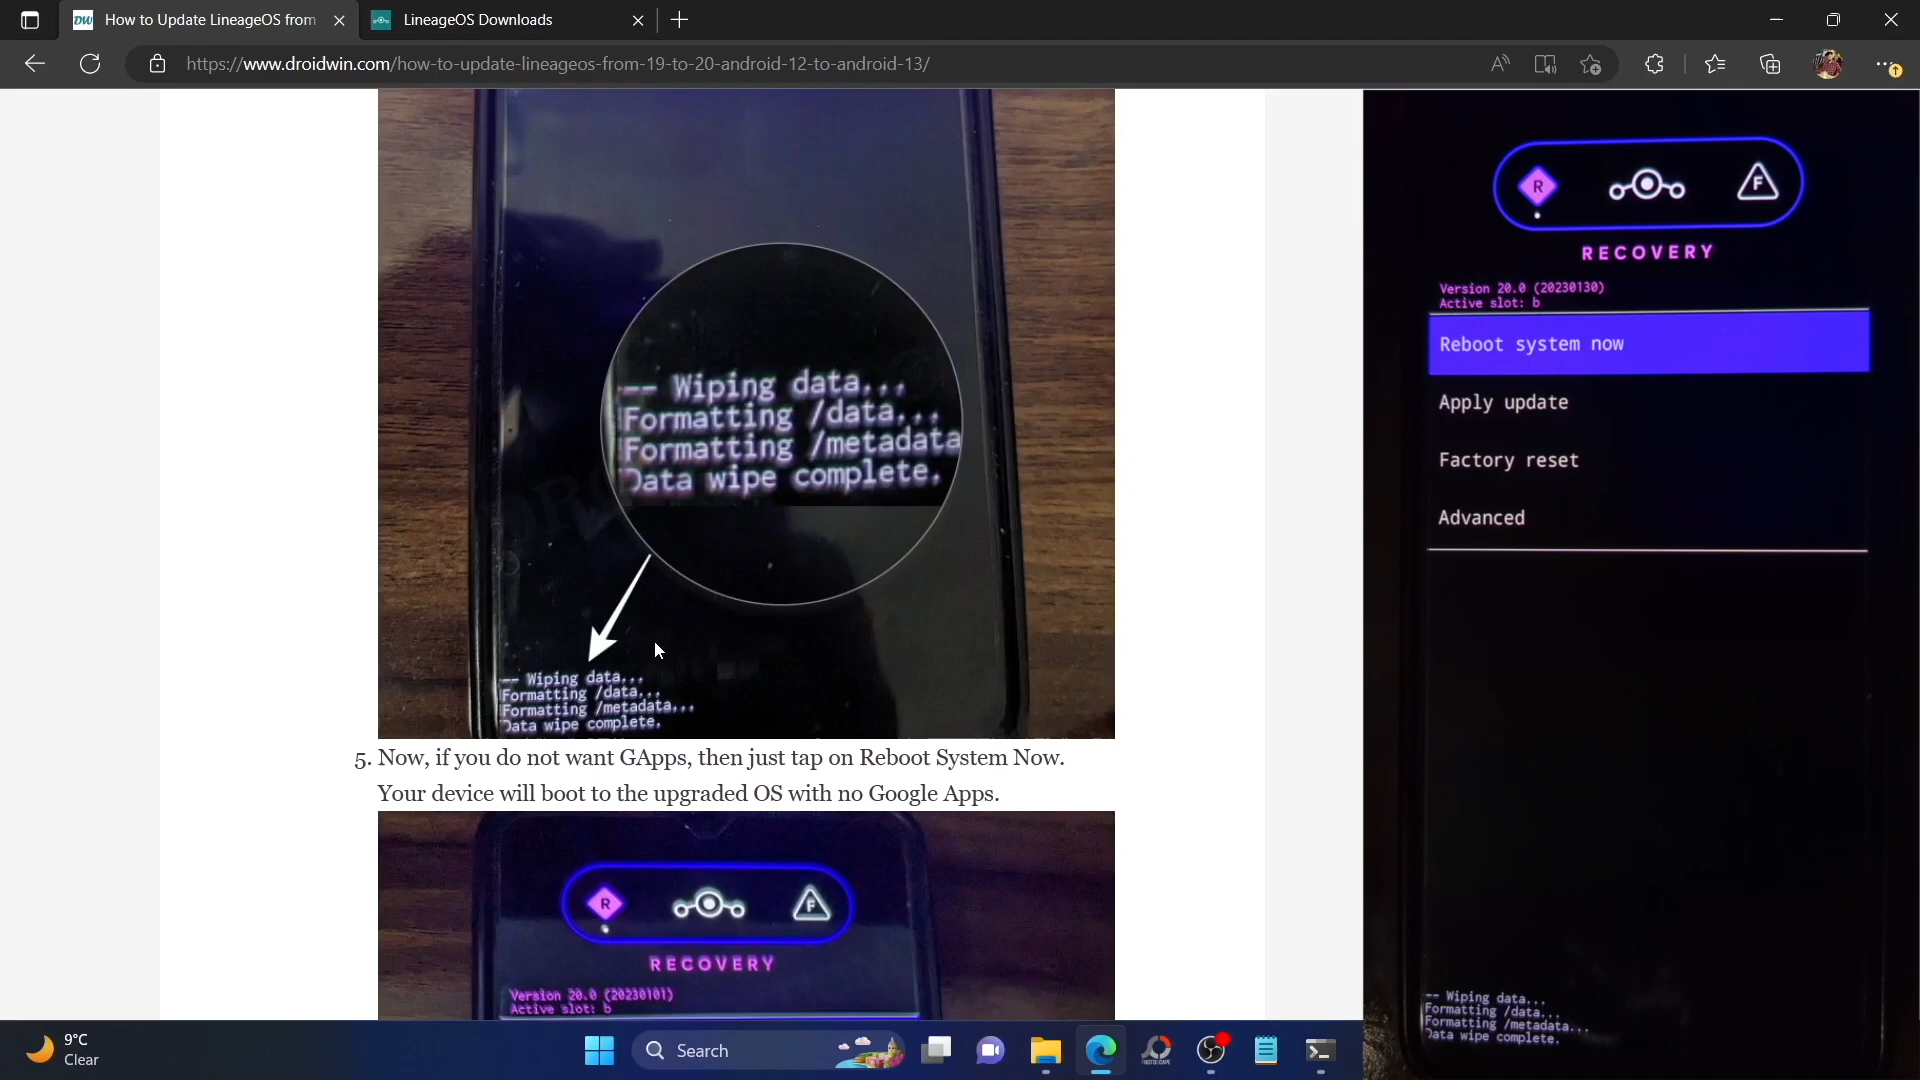 How to Update LineageOS from
LineageOS Downloads
https://www.droidwin.com/how-to-update-lineageos-from-19-to-20-android-12-to-android-13/
-- Wiping data...
Formatting /data...
Formatting /metadata
Data wipe complete.
-- Wiping data...
Formatting /data...
Formatting /metadata...
Data wipe complete.
5. Now, if you do not want GApps, then just tap on Reboot System Now.
Your device will boot to the upgraded OS with no Google Apps.
R
F
RECOVERY
Version 20.0 (20230101)
Active slot: b
R
F
RECOVERY
Version 20.0 (20230130)
Active slot: b
Reboot system now
Apply update
Factory reset
Advanced
-- Wiping data...
Formatting /data...
Formatting /metadata...
Data wipe complete.
9°C
Clear
Search